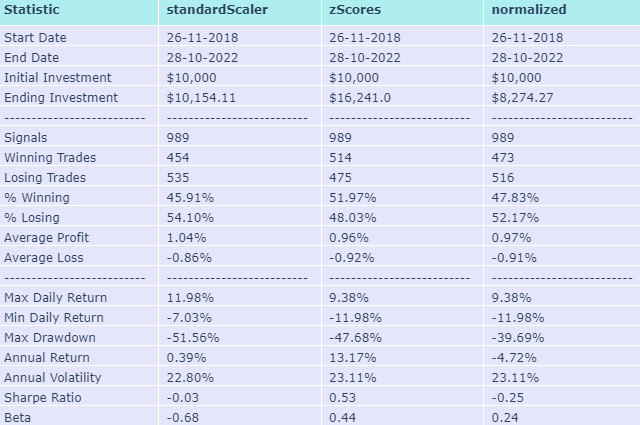 Statistic standardScaler zScores normalized
Start Date 26-11-2018 26-11-2018 26-11-2018
End Date 28-10-2022 28-10-2022 28-10-2022
Initial Investment $10,000 $10,000 $10,000
Ending Investment $10,154.11 $16,241.0 $8,274.27
-------------------------- -------------------------- -------------------------- --------------------------
Signals 989 989 989
Winning Trades 454 514 473
Losing Trades 535 475 516
% Winning 45.91% 51.97% 47.83%
% Losing 54.10% 48.03% 52.17%
Average Profit 1.04% 0.96% 0.97%
Average Loss -0.86% -0.92% -0.91%
-------------------------- -------------------------- -------------------------- --------------------------
Max Daily Return 11.98% 9.38% 9.38%
Min Daily Return -7.03% -11.98% -11.98%
Max Drawdown -51.56% -47.68% -39.69%
Annual Return 0.39% 13.17% -4.72%
Annual Volatility 22.80% 23.11% 23.11%
Sharpe Ratio -0.03 0.53 -0.25
Beta -0.68 0.44 0.24